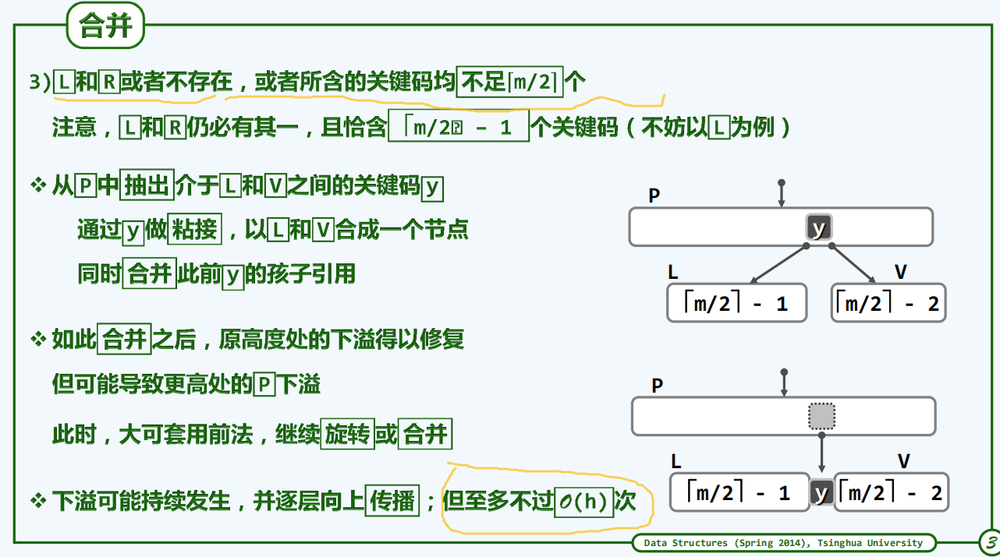 合并
3)L和R或者不存在，或者所含的关键码均不足⌈m/2⌉个
注意，L和R仍必有其一，且恰含⌈m/2 - 1个关键码（不妨以L为例）
❖ 从P中抽出介于L和V之间的关键码y
通过y做粘接，以L和V合成一个节点
同时合并此前y的孩子引用
❖ 如此合并之后，原高度处的下溢得以修复
但可能导致更高处的P下溢
此时，大可套用前法，继续旋转或合并
❖ 下溢可能持续发生，并逐层向上传播；但至多不过O(h)次
P
y
L
V
⌈m/2⌉ - 1
⌈m/2⌉ - 2
P
L
V
⌈m/2⌉ - 1
y
⌈m/2⌉ - 2
Data Structures (Spring 2014), Tsinghua University
3